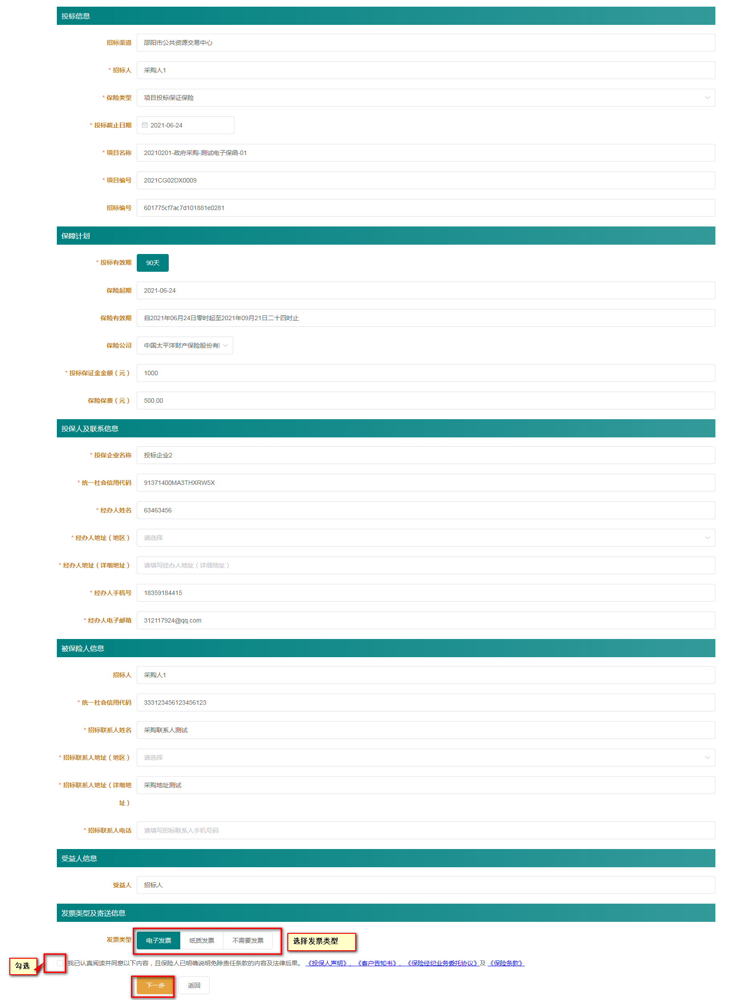 投标信息
招标渠道 邵阳市公共资源交易中心
* 招标人 采购人1
* 保险类型 项目投标保证保险
* 投标截止日期 2021-06-24
* 项目名称 20210201-政府采购-测试电子保函-01
* 项目编号 2021CG02DX0009
招标编号 601775cf7ac7d101881e0281
保障计划
* 投标有效期 90天
保险起期 2021-06-24
保险有效期 自2021年06月24日零时起至2021年09月21日二十四时止
保险公司 中国太平洋财产保险股份有
* 投标保证金金额（元） 1000
保险保费（元） 500.00
投保人及联系信息
* 投保企业名称 投标企业2
* 统一社会信用代码 91371400MA3THXRW5X
* 经办人姓名 63463456
* 经办人地址（地区） 请选择
* 经办人地址（详细地址） 请填写经办人地址（详细地址）
* 经办人手机号 18359184415
* 经办人电子邮箱 312117924@qq.com
被保险人信息
招标人 采购人1
* 统一社会信用代码 333123456123456123
* 招标联系人姓名 采购联系人测试
* 招标联系人地址（地区） 请选择
* 招标联系人地址（详细地 采购地址测试
址）
* 招标联系人电话 请填写招标联系人手机号码
受益人信息
受益人 招标人
发票类型及寄送信息
发票类型 电子发票 纸质发票 不需要发票 选择发票类型
勾选 我已认真阅读并同意以下内容，且保险人已明确说明免除责任条款的内容及法律后果。 《投保人声明》、《客户告知书》、《保险经纪业务委托协议》及 《保险条款》
下一步 返回